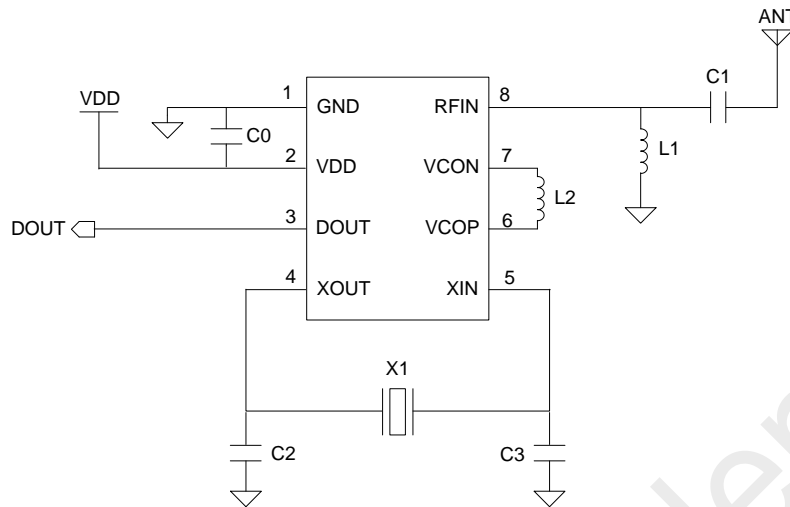 ANT
C1
VDD
1
GND
RFIN
8
C0
L1
2
VDD
VCON
7
L2
DOUT
3
DOUT
VCOP
6
4
XOUT
XIN
5
X1
C2
C3